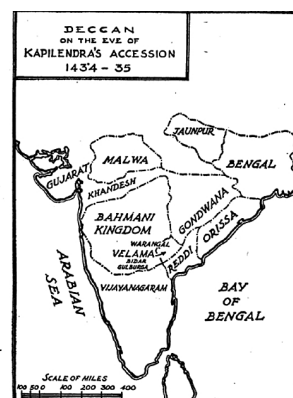 DECCAN
ON THE EVE OF
KAPILENDRA'S ACCESSION
1434-35
JAUNPUR
MALWA
BENGAL
GUJARAT
KHANDESH
GONDWANA
BAHMANI
KINGDOM
ORISSA
WARANGAL
VELAMA
REDDI
BIDAR
GULBURGA
VIJAYANAGARAM
ARABIAN
SEA
BAY
OF
BENGAL
SCALE OF MILES
100 50 0 100 200 300 400